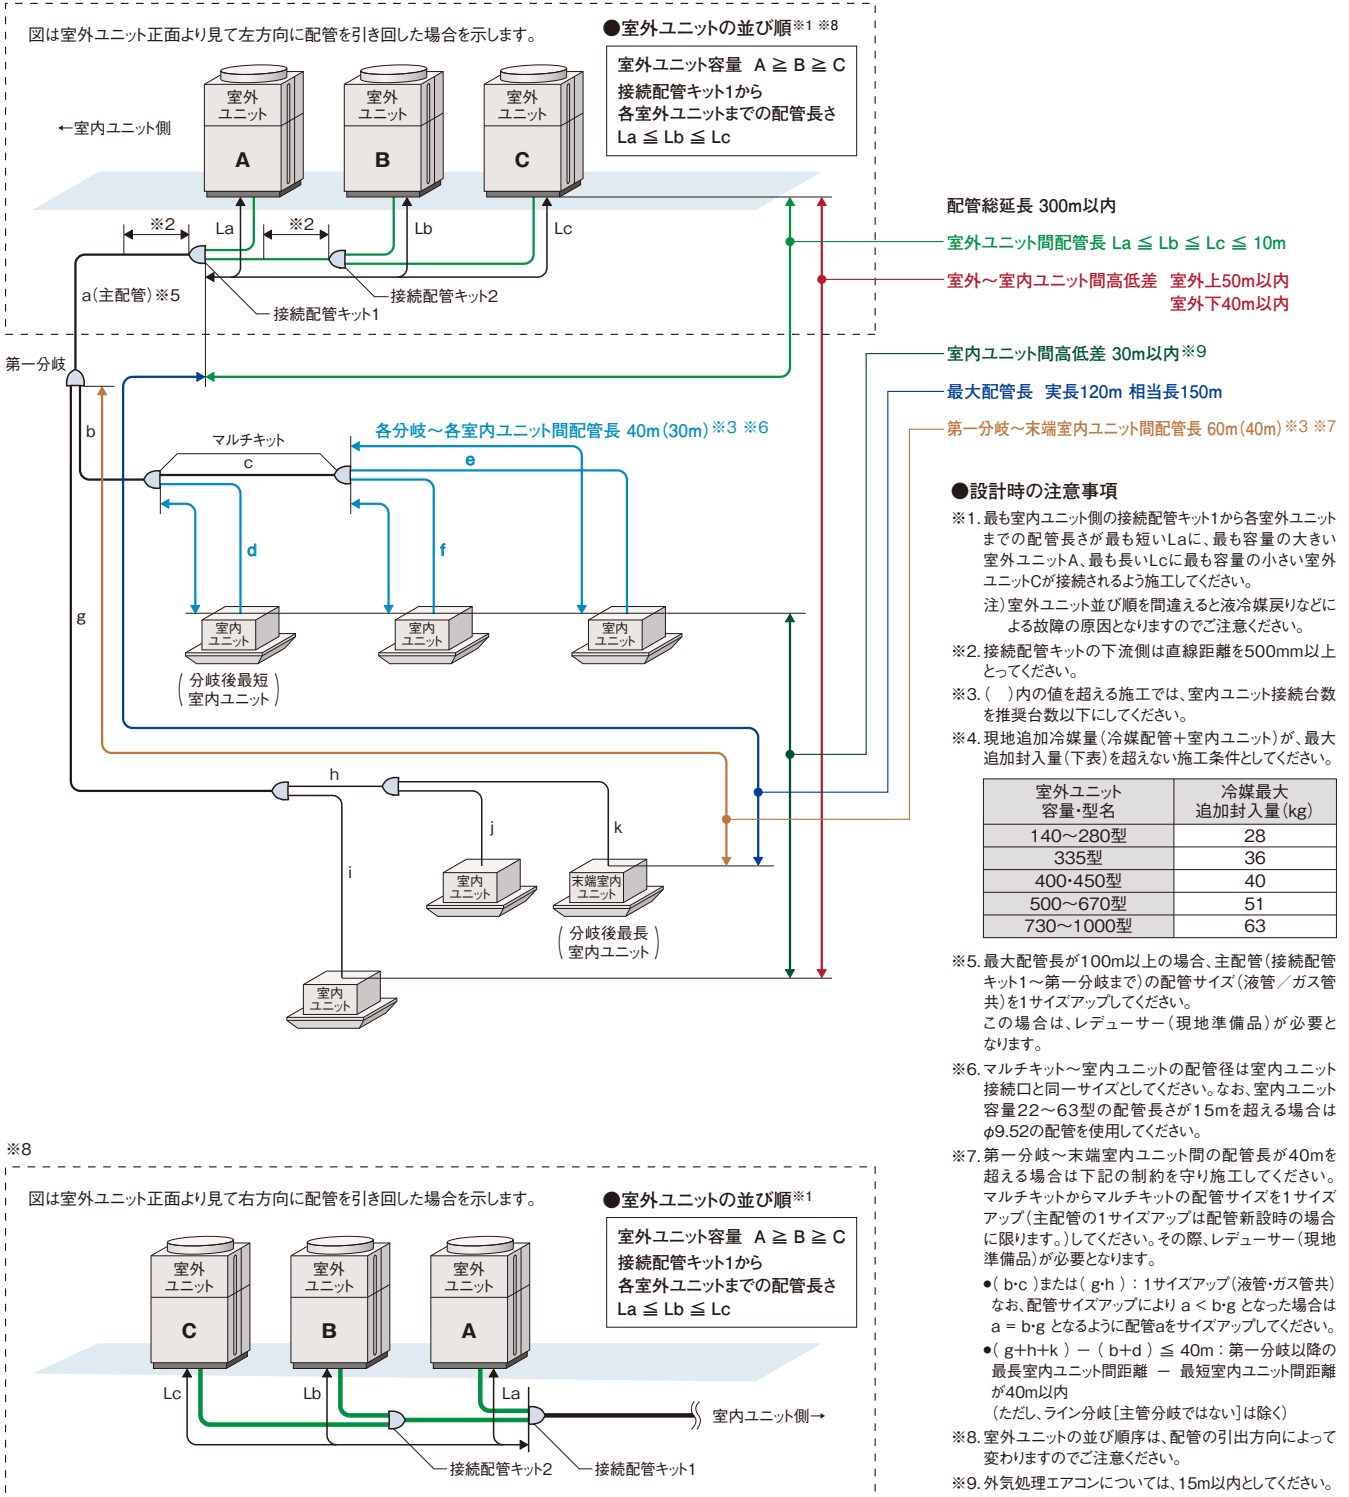 図は室外ユニット正面より見て左方向に配管を引き回した場合を示します。
●室外ユニットの並び順※1 ※8
室外ユニット容量 A ≧ B ≧ C
接続配管キット1から
各室外ユニットまでの配管長さ
La ≦ Lb ≦ Lc
←室内ユニット側
室外
ユニット
A
室外
ユニット
B
室外
ユニット
C
※2
La
※2
Lb
Lc
a(主配管)※5
接続配管キット2
接続配管キット1
配管総延長 300m以内
室外ユニット間配管長 La ≦ Lb ≦ Lc ≦ 10m
室外～室内ユニット間高低差 室外上50m以内
室外下40m以内
室内ユニット間高低差 30m以内※9
最大配管長 実長120m 相当長150m
第一分岐～末端室内ユニット間配管長 60m(40m)※3 ※7
第一分岐
b
マルチキット
c
各分岐～各室内ユニット間配管長 40m(30m)※3 ※6
e
d
f
g
室内
ユニット
室内
ユニット
室内
ユニット
(分岐後最短
室内ユニット)
h
i
j
k
室内
ユニット
末端室内
ユニット
(分岐後最長
室内ユニット)
室内
ユニット
●設計時の注意事項
※1.最も室内ユニット側の接続配管キット1から各室外ユニット
までの配管長さが最も短いLaに、最も容量の大きい
室外ユニットA、最も長いLcに最も容量の小さい室外
ユニットCが接続されるよう施工してください。
注)室外ユニット並び順を間違えると液冷媒戻りなどに
よる故障の原因となりますのでご注意ください。
※2.接続配管キットの下流側は直線距離を500mm以上
とってください。
※3.( )内の値を超える施工では、室内ユニット接続台数
を推奨台数以下にしてください。
※4.現地追加冷媒量(冷媒配管+室内ユニット)が、最大
追加封入量(下表)を超えない施工条件としてください。
室外ユニット
容量・型名
冷媒最大
追加封入量(kg)
140～280型 28
335型 36
400・450型 40
500～670型 51
730～1000型 63
※5.最大配管長が100m以上の場合、主配管(接続配管
キット1～第一分岐まで)の配管サイズ(液管／ガス管
共)を1サイズアップしてください。
この場合は、レデューサー(現地準備品)が必要と
なります。
※6.マルチキット～室内ユニットの配管径は室内ユニット
接続口と同一サイズとしてください。なお、室内ユニット
容量22～63型の配管長さが15mを超える場合は
φ9.52の配管を使用してください。
※7.第一分岐～末端室内ユニット間の配管長が40mを
超える場合は下記の制約を守り施工してください。
マルチキットからマルチキットの配管サイズを1サイズ
アップ(主配管の1サイズアップは配管新設時の場合
に限ります。)してください。その際、レデューサー(現地
準備品)が必要となります。
●( b・c )または( g・h ) : 1サイズアップ(液管・ガス管共)
なお、配管サイズアップにより a < b・g となった場合は
a = b・g となるように配管aをサイズアップしてください。
●( g+h+k ) － ( b+d ) ≦ 40m : 第一分岐以降の
最長室内ユニット間距離 － 最短室内ユニット間距離
が40m以内
(ただし、ライン分岐[主管分岐ではない]は除く)
※8.室外ユニットの並び順序は、配管の引出方向によって
変わりますのでご注意ください。
※9.外気処理エアコンについては、15m以内としてください。
※8
図は室外ユニット正面より見て右方向に配管を引き回した場合を示します。
●室外ユニットの並び順※1
室外ユニット容量 A ≧ B ≧ C
接続配管キット1から
各室外ユニットまでの配管長さ
La ≦ Lb ≦ Lc
室外
ユニット
C
室外
ユニット
B
室外
ユニット
A
Lc
Lb
La
室内ユニット側→
接続配管キット2
接続配管キット1